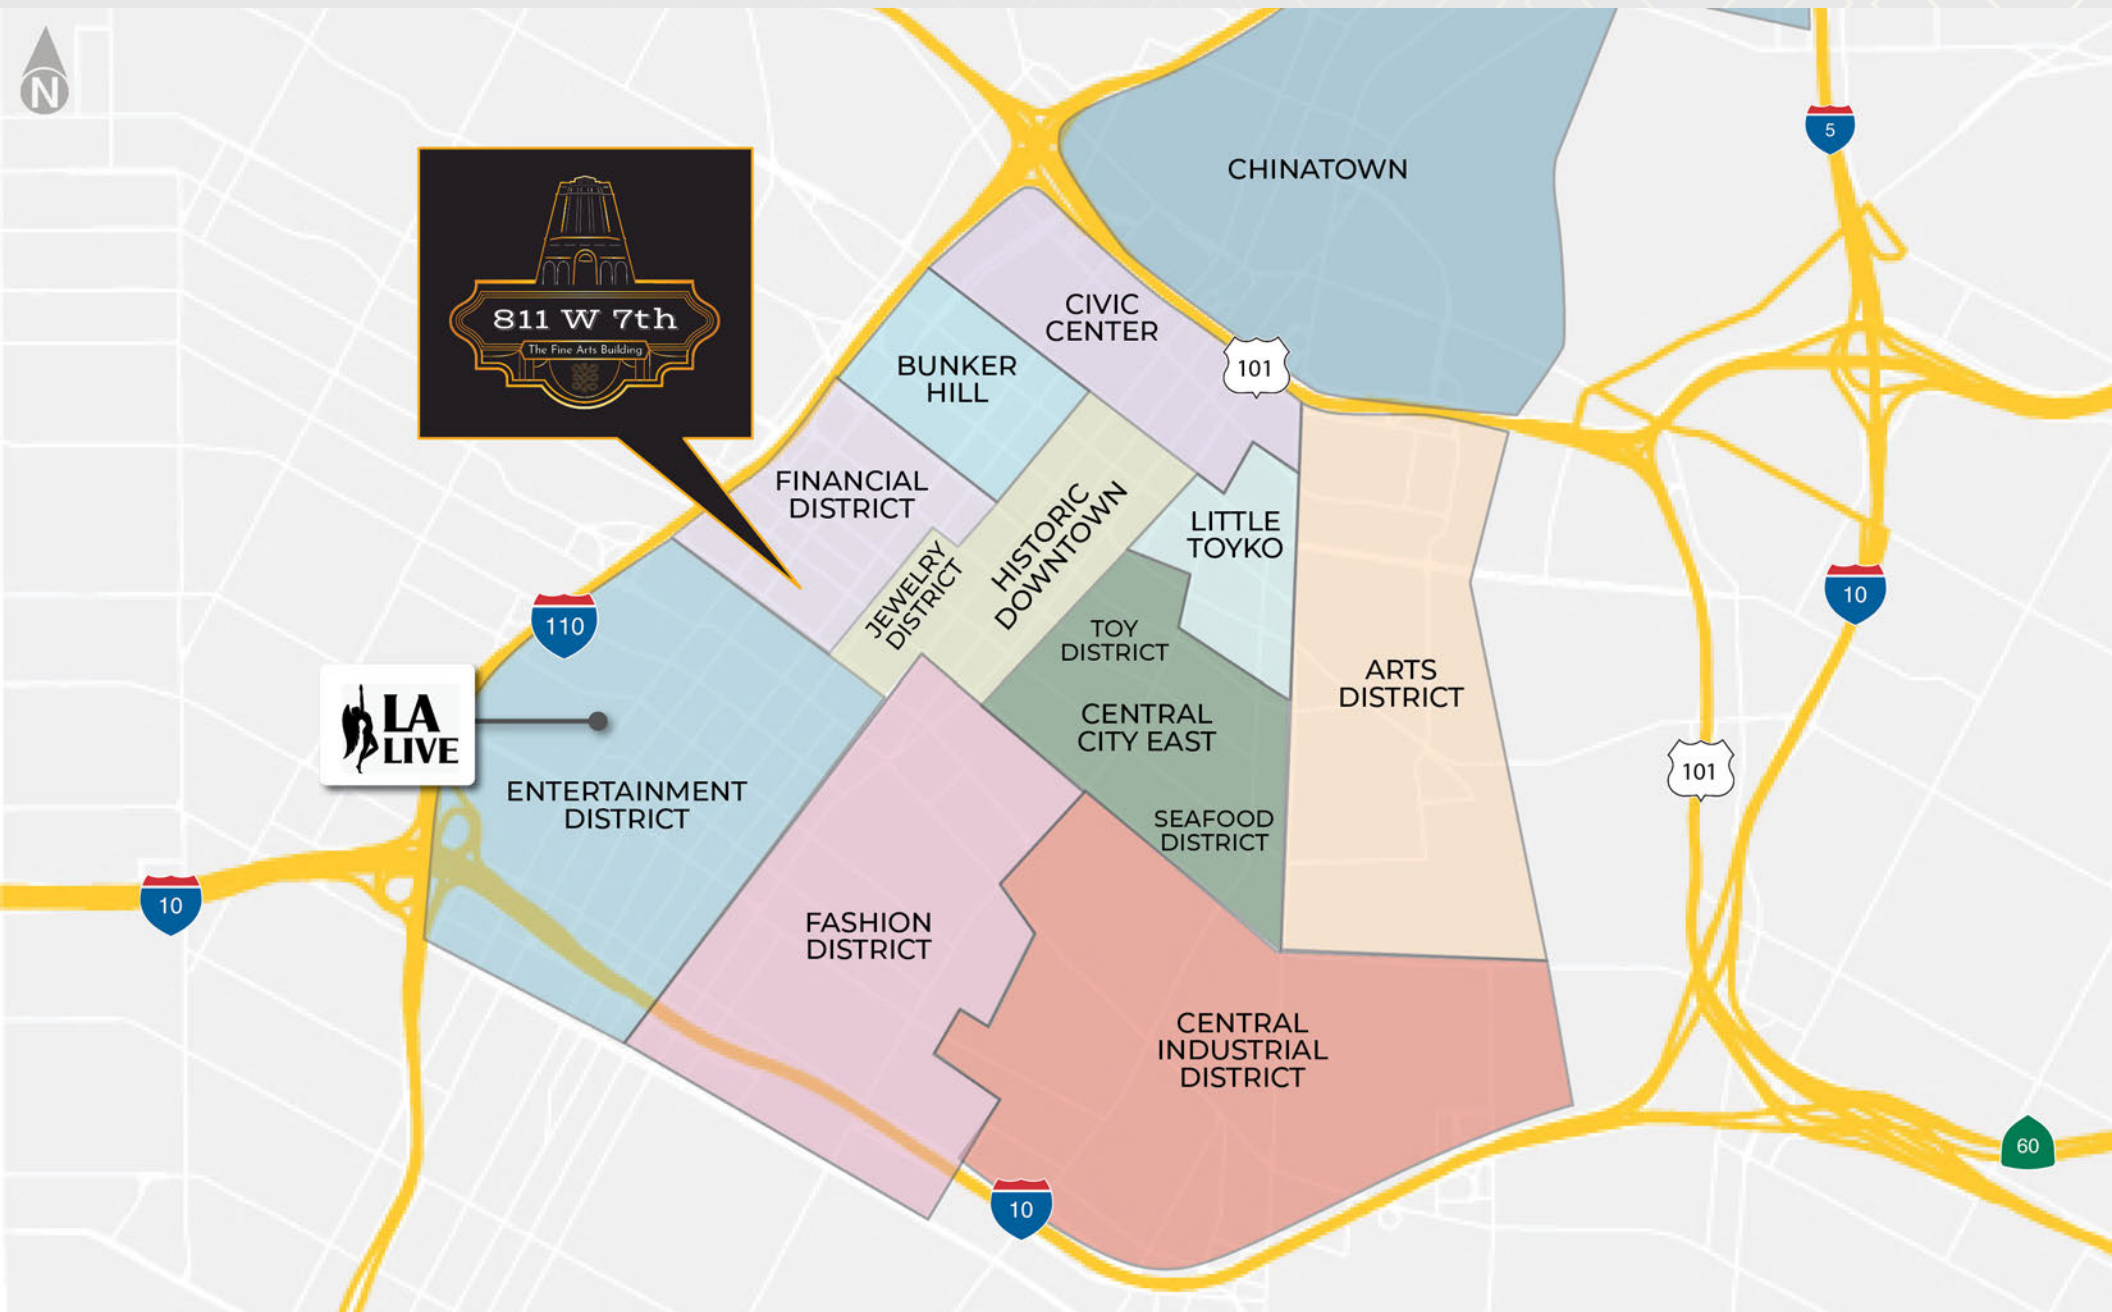 N
5
CHINATOWN
CIVIC
CENTER
811 W 7th
The Fine Arts Building
101
BUNKER
HILL
FINANCIAL
DISTRICT
HISTORIC
DOWNTOWN
LITTLE
TOYKO
JEWELRY
DISTRICT
10
110
TOY
DISTRICT
ARTS
DISTRICT
LA
LIVE
CENTRAL
CITY EAST
101
ENTERTAINMENT
DISTRICT
SEAFOOD
DISTRICT
10
FASHION
DISTRICT
CENTRAL
INDUSTRIAL
DISTRICT
60
10